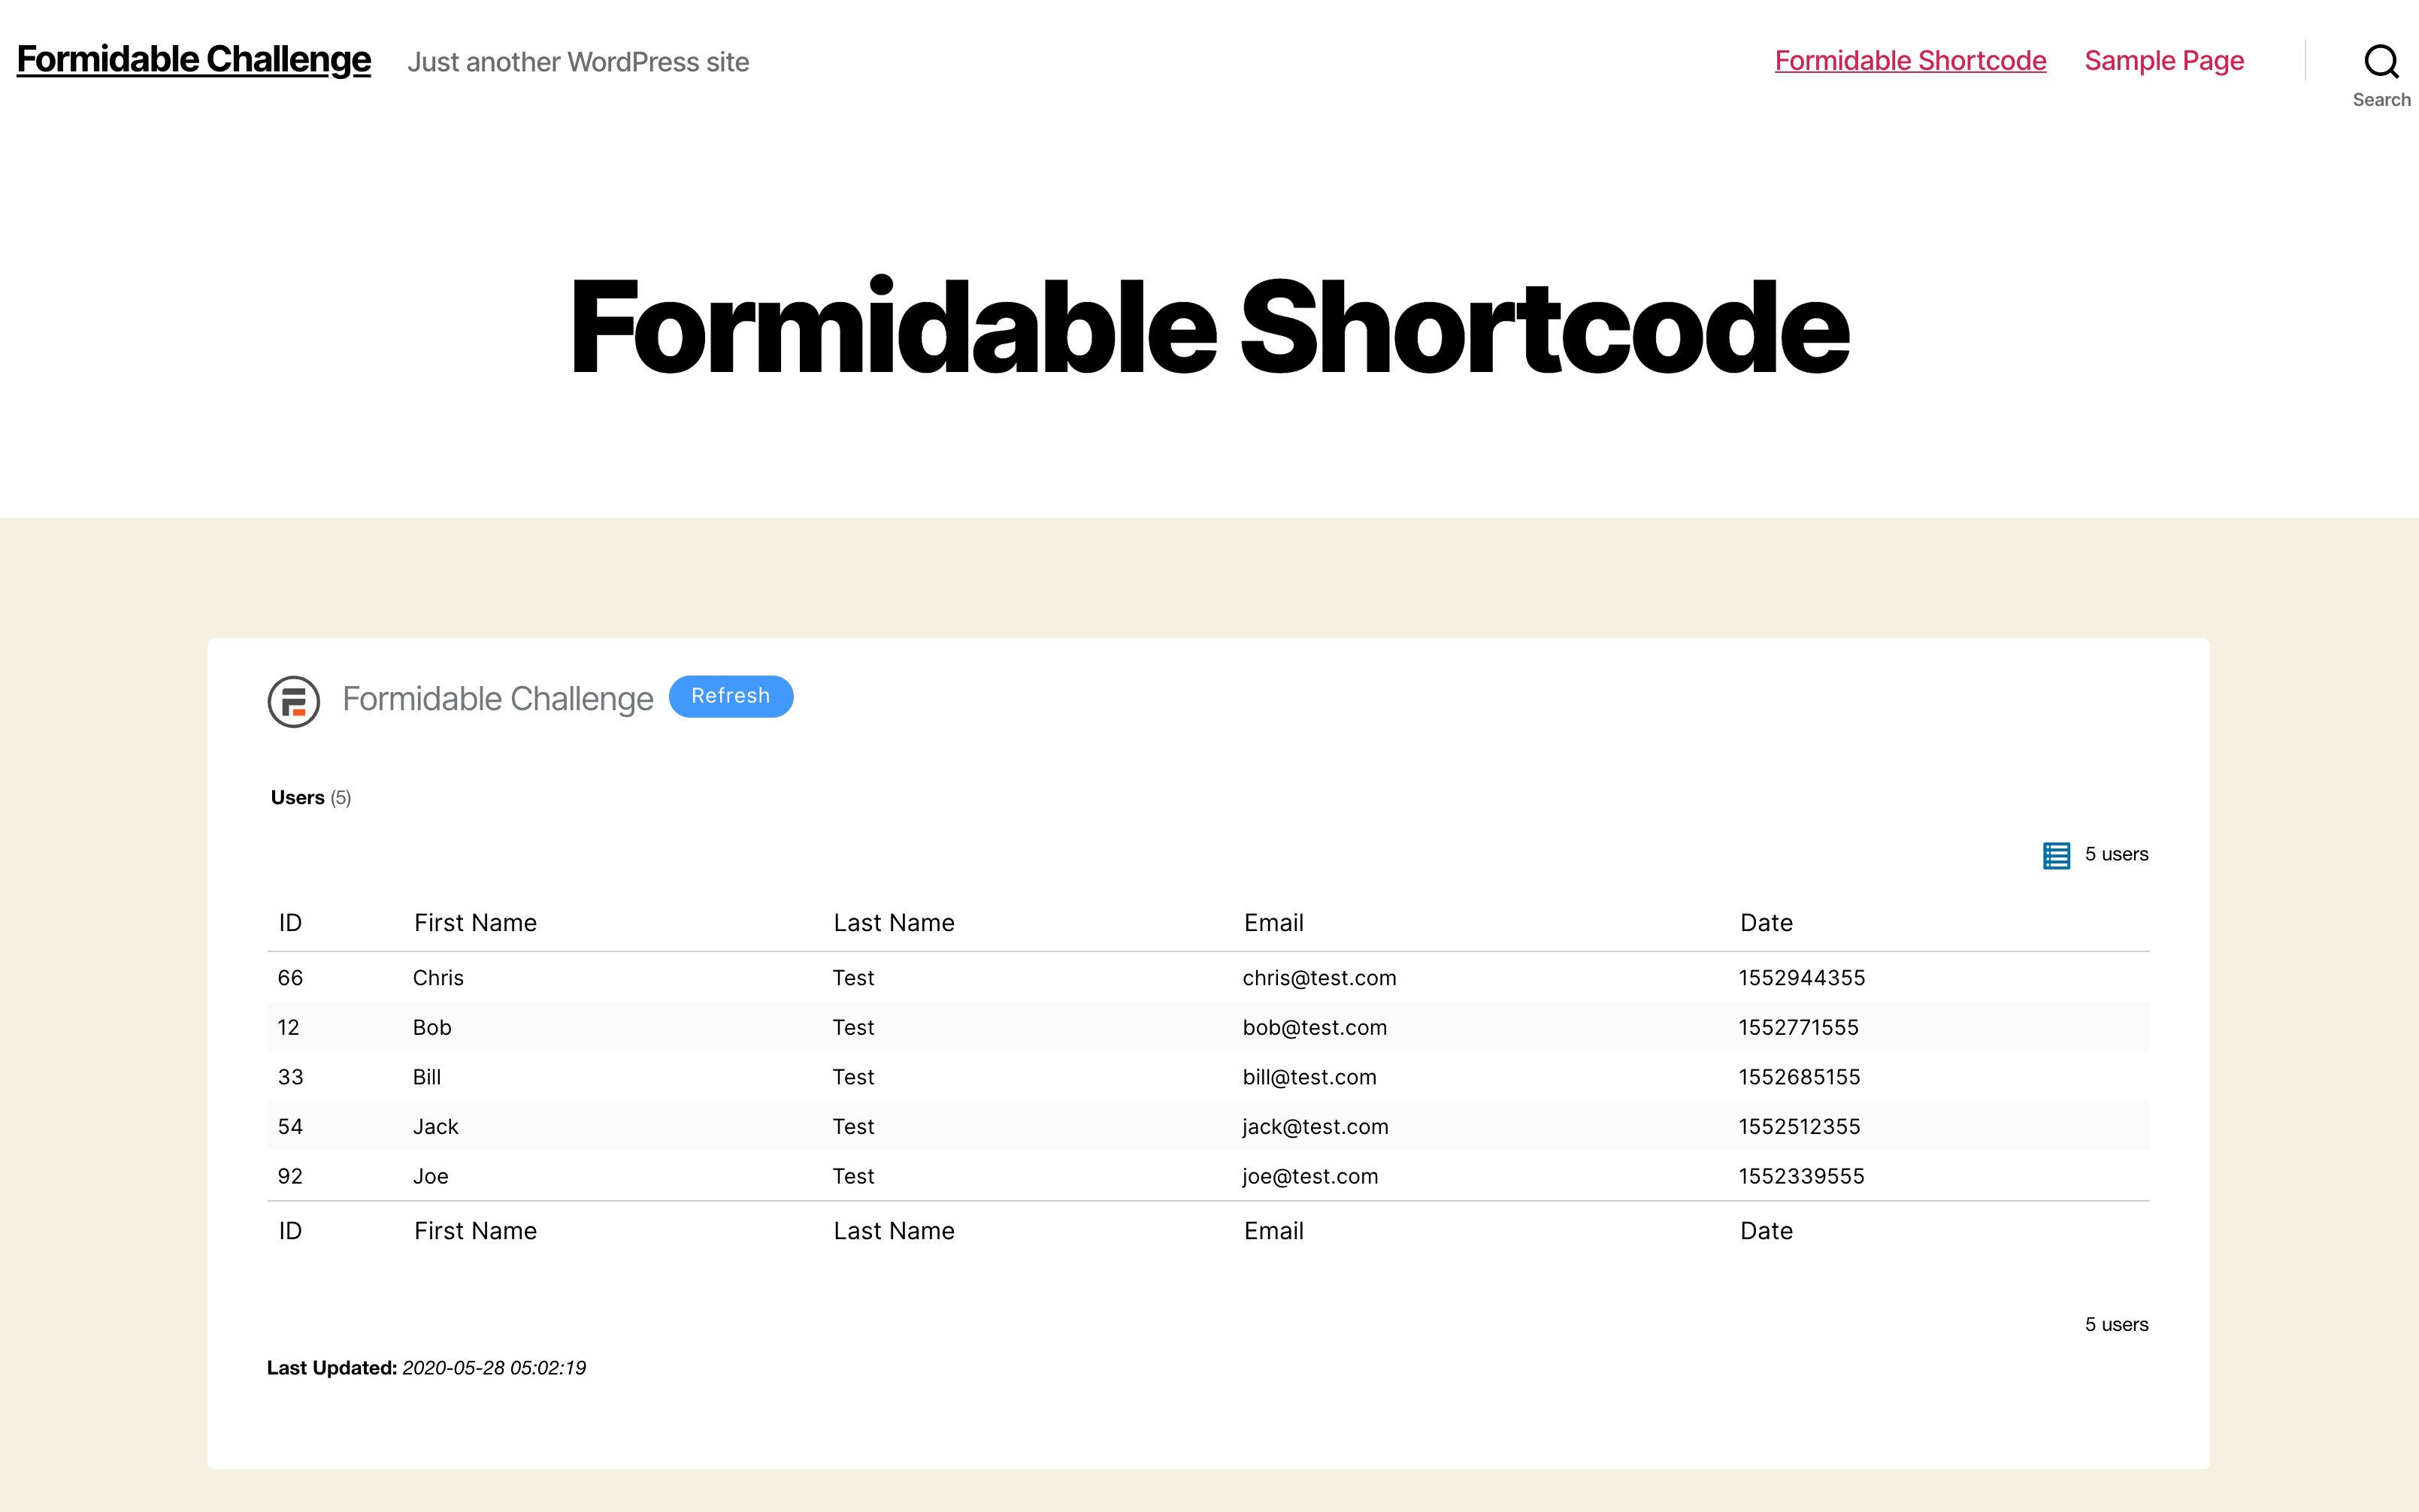 Formidable Challenge Just another WordPress site Formidable Shortcode Sample Page
Search
Formidable Shortcode
Formidable Challenge Refresh
Users (5)
5 users
ID First Name Last Name Email Date
66 Chris Test chris@test.com 1552944355
12 Bob Test bob@test.com 1552771555
33 Bill Test bill@test.com 1552685155
54 Jack Test jack@test.com 1552512355
92 Joe Test joe@test.com 1552339555
ID First Name Last Name Email Date
5 users
Last Updated: 2020-05-28 05:02:19